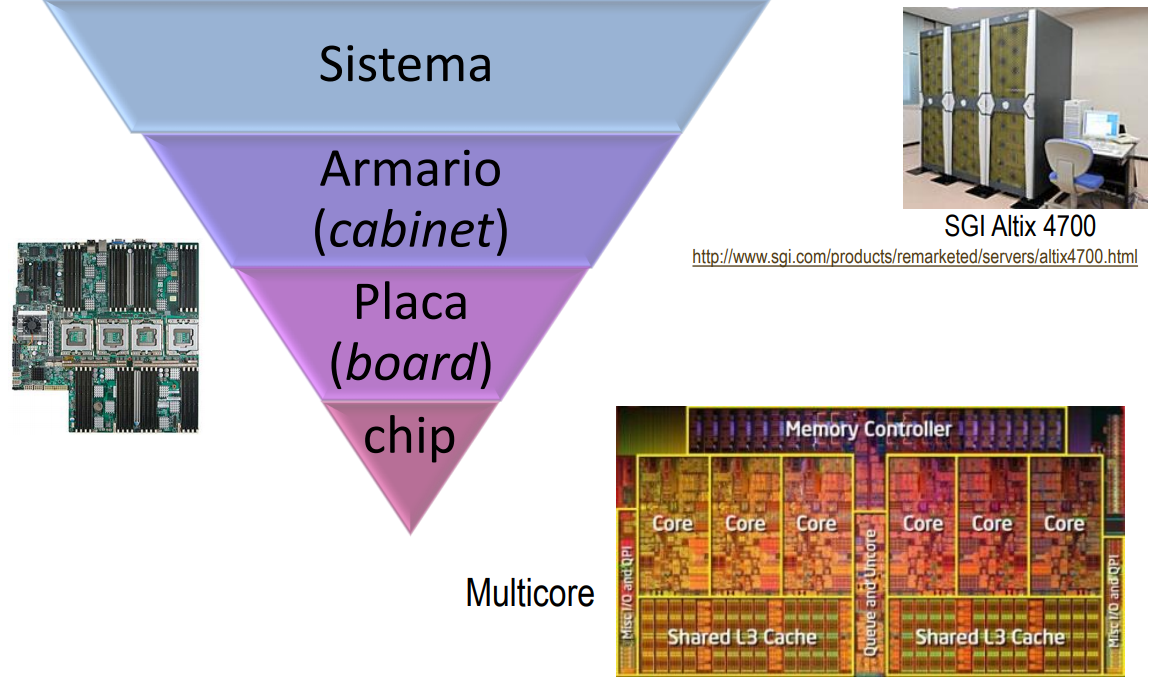 Sistema
Armario
(cabinet)
Placa
(board)
chip
SGI Altix 4700
http://www.sgi.com/products/remarketed/servers/altix4700.html
Multicore
Memory Controller
Core
Core
Core
Core
Core
Core
Misc I/O and QPI
Queue and Uncore
Misc I/O and QPI
Shared L3 Cache
Shared L3 Cache